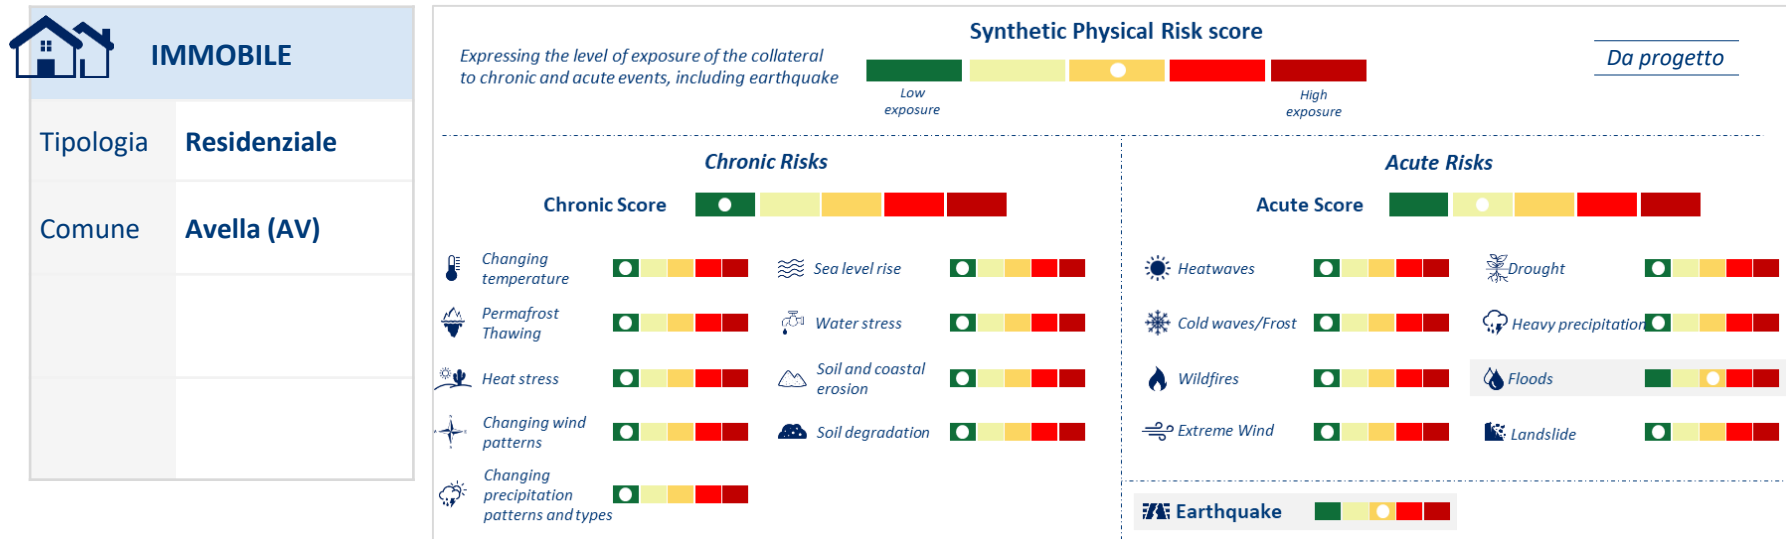 IMMOBILE
Tipologia
Residenziale
Comune
Avella (AV)
Synthetic Physical Risk score
Expressing the level of exposure of the collateral
to chronic and acute events, including earthquake
Low
exposure
High
exposure
Da progetto
Chronic Risks
Chronic Score
Changing
temperature
Sea level rise
Permafrost
Thawing
Water stress
Heat stress
Soil and coastal
erosion
Changing wind
patterns
Soil degradation
Changing
precipitation
patterns and types
Acute Risks
Acute Score
Heatwaves
Drought
Cold waves/Frost
Heavy precipitation
Wildfires
Floods
Extreme Wind
Landslide
Earthquake